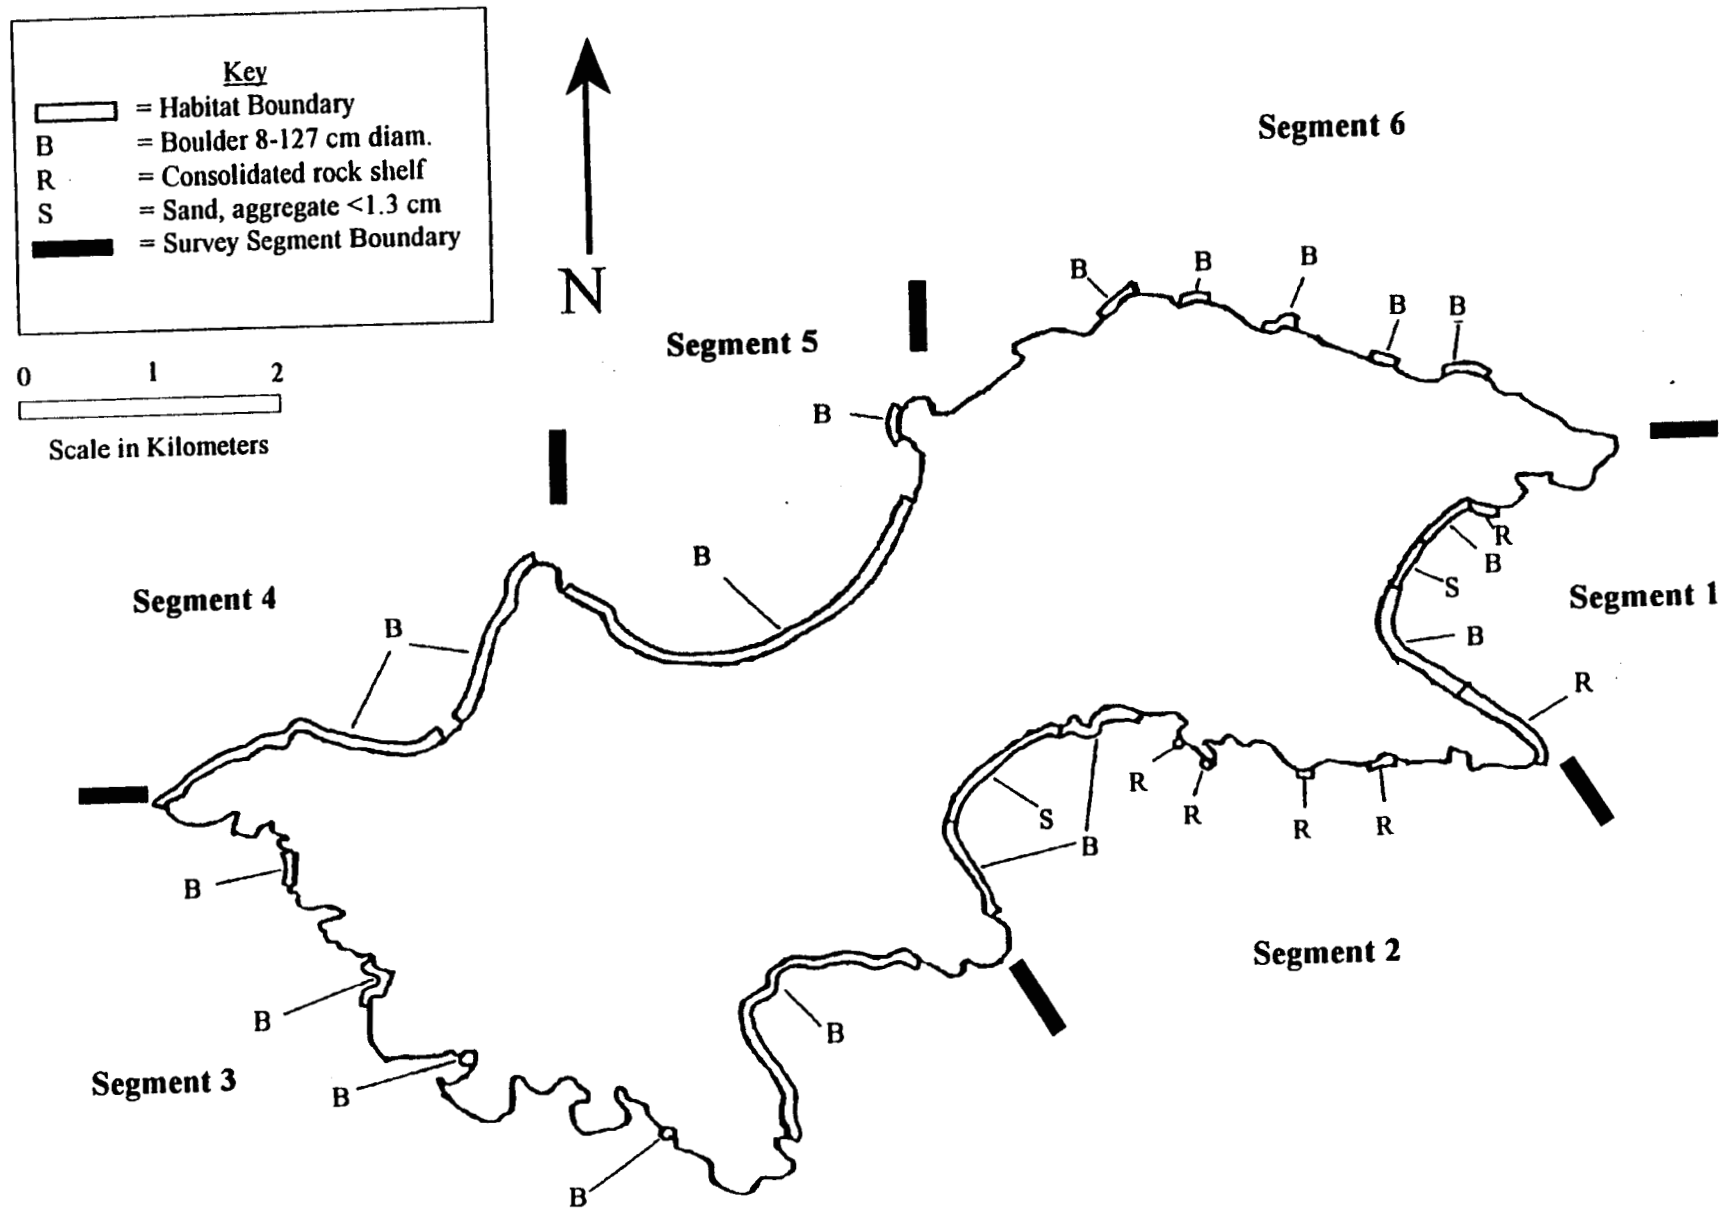 Key
= Habitat Boundary
B = Boulder 8-127 cm diam.
R = Consolidated rock shelf
S = Sand, aggregate <1.3 cm
= Survey Segment Boundary
0 1 2
Scale in Kilometers
N
Segment 6
B
B
B
B
B
Segment 5
B
B
Segment 4
B
R
B
S
Segment 1
B
R
R
R
R
R
S
B
B
Segment 2
B
B
Segment 3
B
B